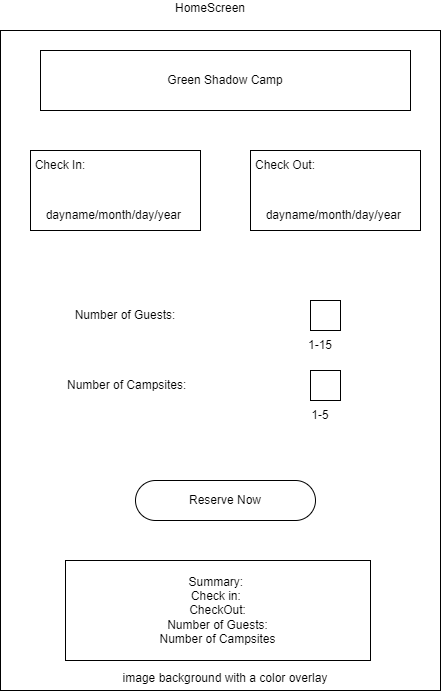 HomeScreen
Green Shadow Camp
Check In:
Check Out:
dayname/month/day/year
dayname/month/day/year
Number of Guests:
1-15
Number of Campsites:
1-5
Reserve Now
Summary:
Check in:
CheckOut:
Number of Guests:
Number of Campsites
image background with a color overlay